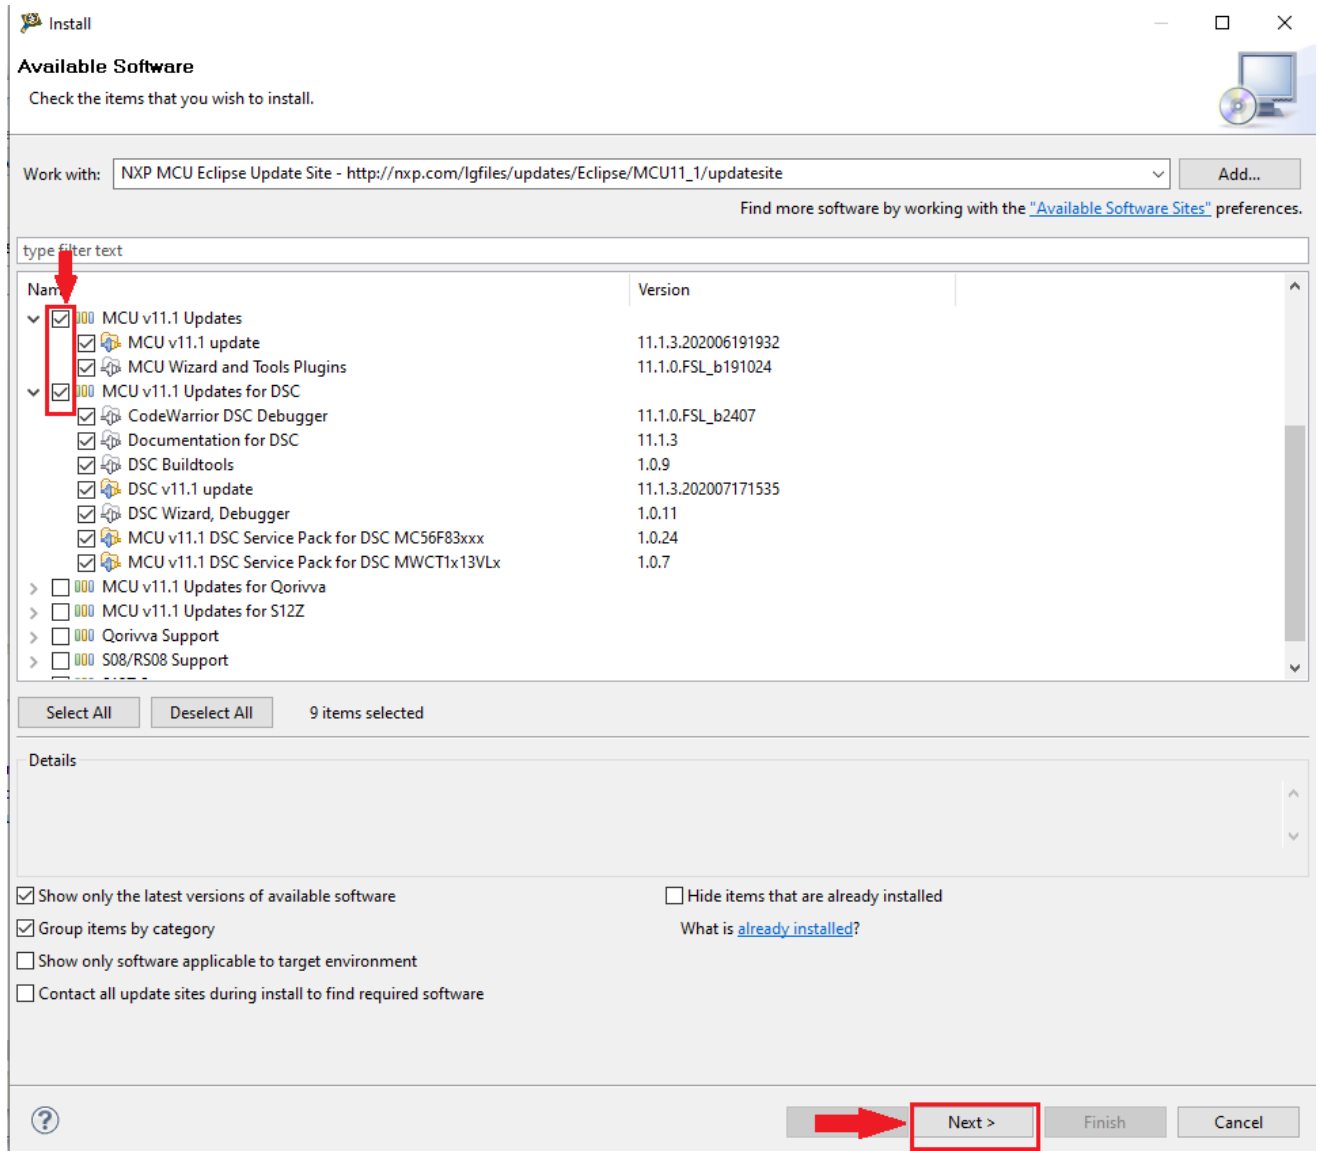 Install
Available Software
Check the items that you wish to install.
Work with: NXP MCU Eclipse Update Site - http://nxp.com/lgfiles/updates/Eclipse/MCU11_1/updatesite Add...
Find more software by working with the "Available Software Sites" preferences.
type filter text
Name Version
MCU v11.1 Updates
MCU v11.1 update 11.1.3.202006191932
MCU Wizard and Tools Plugins 11.1.0.FSL_b191024
MCU v11.1 Updates for DSC
CodeWarrior DSC Debugger 11.1.0.FSL_b2407
Documentation for DSC 11.1.3
DSC Buildtools 1.0.9
DSC v11.1 update 11.1.3.202007171535
DSC Wizard, Debugger 1.0.11
MCU v11.1 DSC Service Pack for DSC MC56F83xxx 1.0.24
MCU v11.1 DSC Service Pack for DSC MWCT1x13VLx 1.0.7
MCU v11.1 Updates for Qorivva
MCU v11.1 Updates for S12Z
Qorivva Support
S08/RS08 Support
Select All Deselect All 9 items selected
Details
Show only the latest versions of available software Hide items that are already installed
Group items by category What is already installed?
Show only software applicable to target environment
Contact all update sites during install to find required software
Next > Finish Cancel